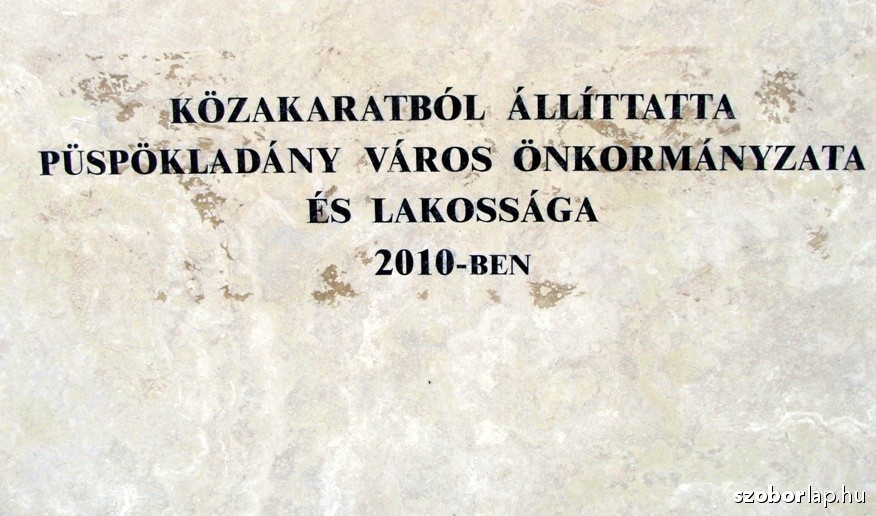 KÖZAKARATBÓL ÁLLÍTTATTA
PÜSPÖKLADÁNY VÁROS ÖNKORMÁNYZATA
ÉS LAKOSSÁGA
2010-BEN
szoborlap.hu